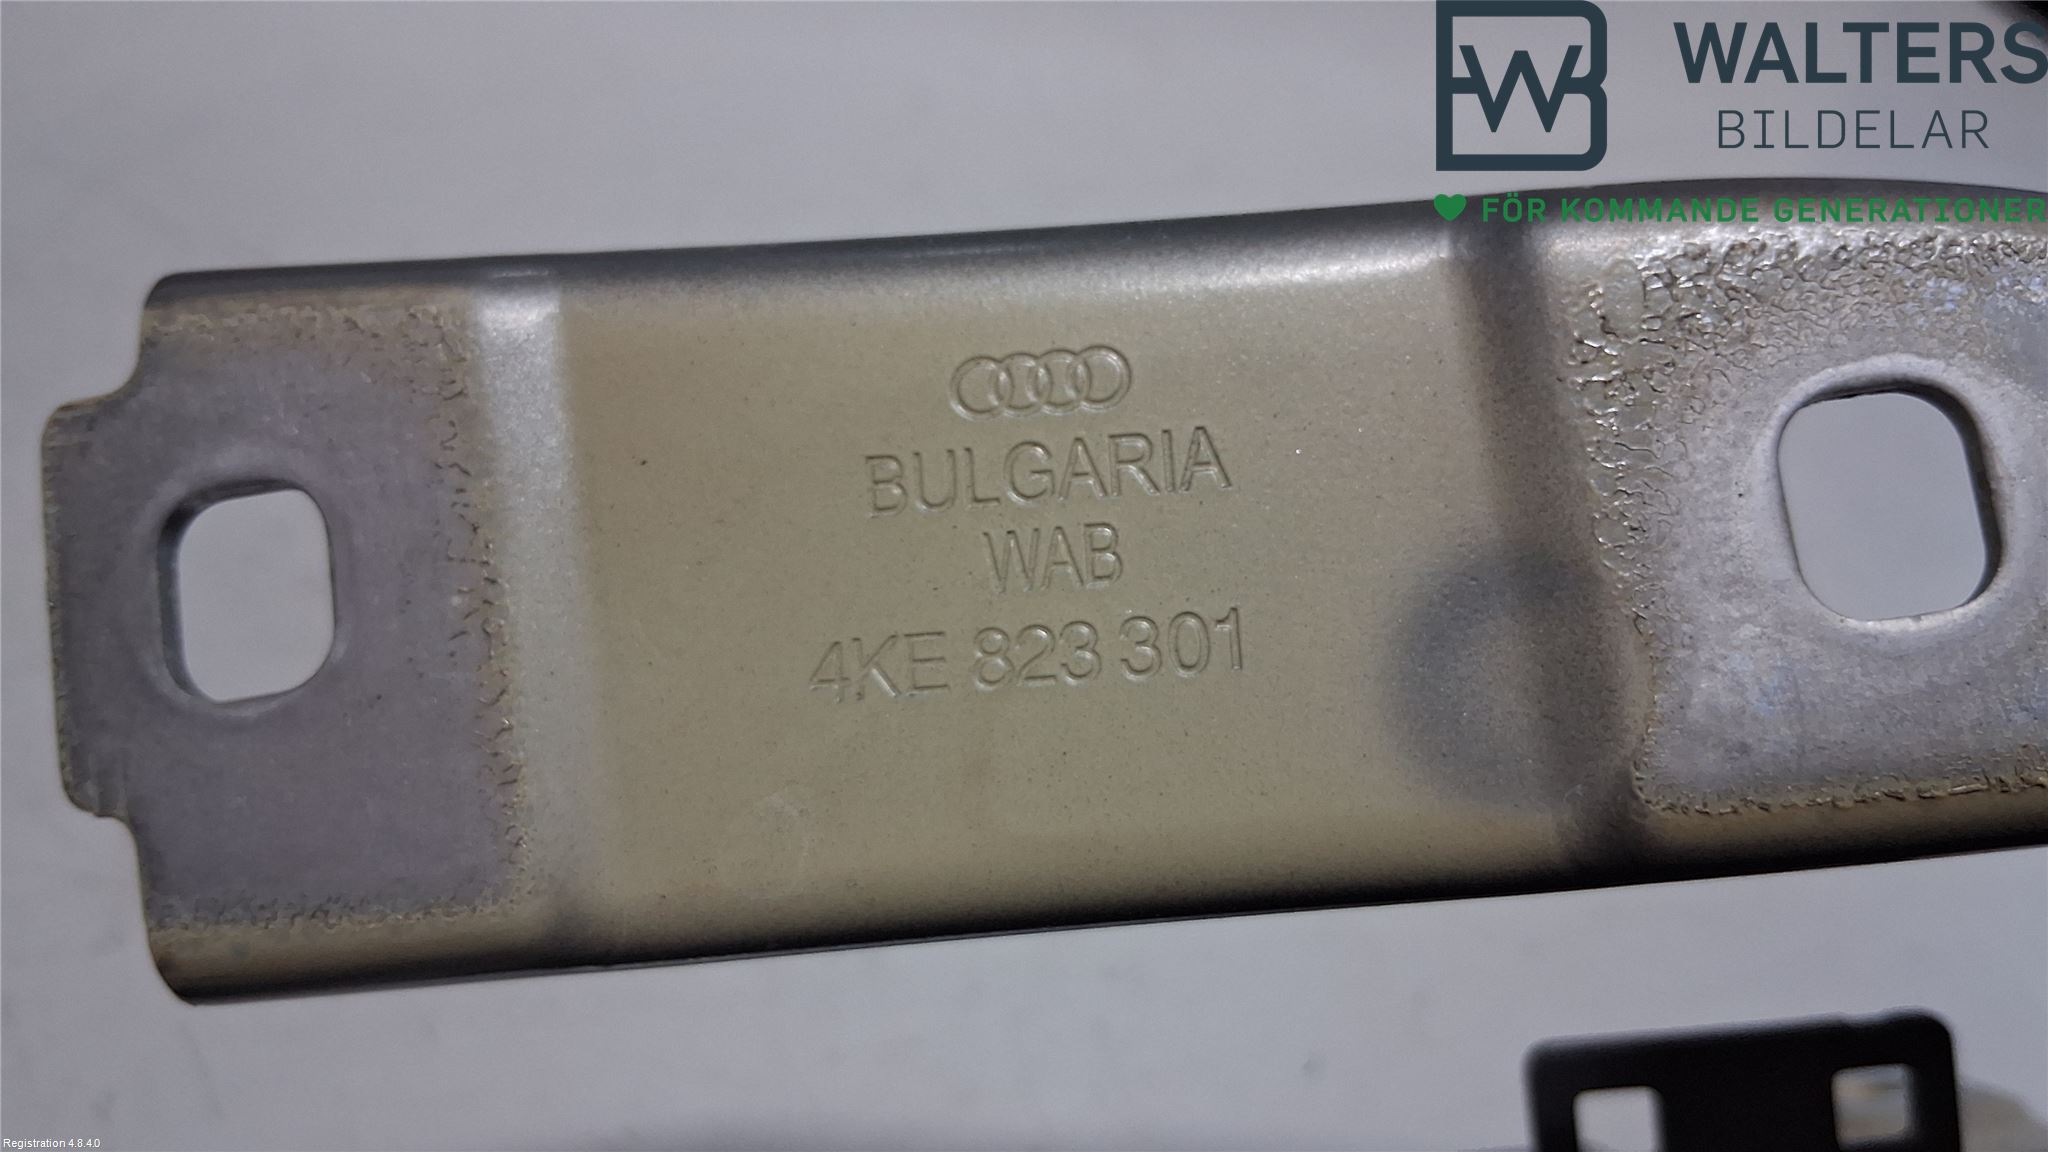 WALTERS
BILDELAR
FÖR KOMMANDE GENERATIONER
BULGARIA
WAB
4KE 823 301
Registration 4.8.4.0